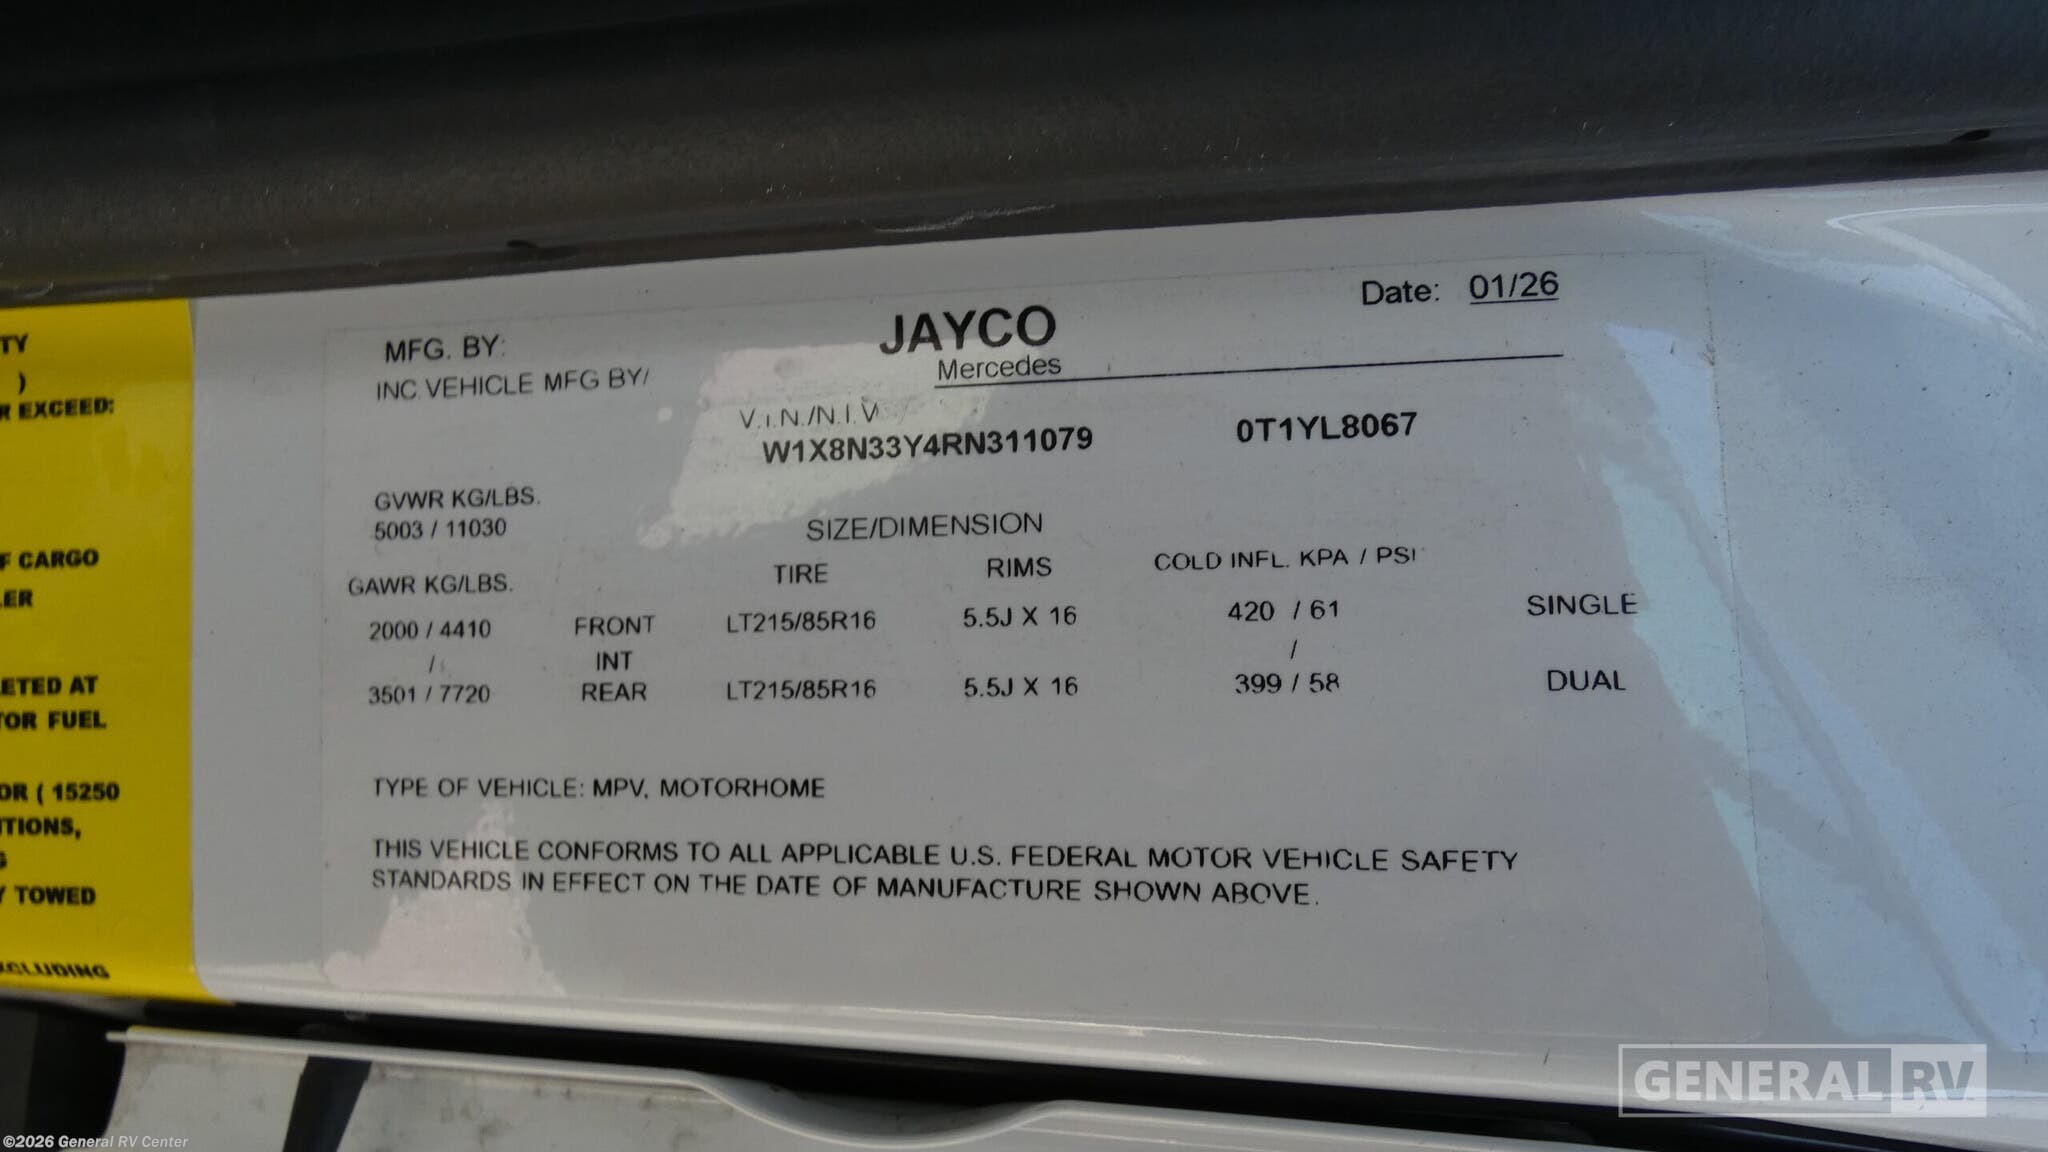 TY
)
R EXCEED:
F CARGO
ER
ETED AT
TOR FUEL
OR ( 15250
ITIONS,
G
Y TOWED
XCLUDING
Date: 01/26
MFG. BY: JAYCO
INC.VEHICLE MFG BY/ Mercedes
V.I.N./N.I.V
W1X8N33Y4RN311079 0T1YL8067
GVWR KG/LBS.
5003 / 11030
SIZE/DIMENSION
GAWR KG/LBS. TIRE RIMS COLD INFL. KPA / PSI
2000 / 4410 FRONT LT215/85R16 5.5J X 16 420 / 61 SINGLE
/ INT /
3501 / 7720 REAR LT215/85R16 5.5J X 16 399 / 58 DUAL
TYPE OF VEHICLE: MPV, MOTORHOME
THIS VEHICLE CONFORMS TO ALL APPLICABLE U.S. FEDERAL MOTOR VEHICLE SAFETY
STANDARDS IN EFFECT ON THE DATE OF MANUFACTURE SHOWN ABOVE.
GENERAL RV
©2026 General RV Center